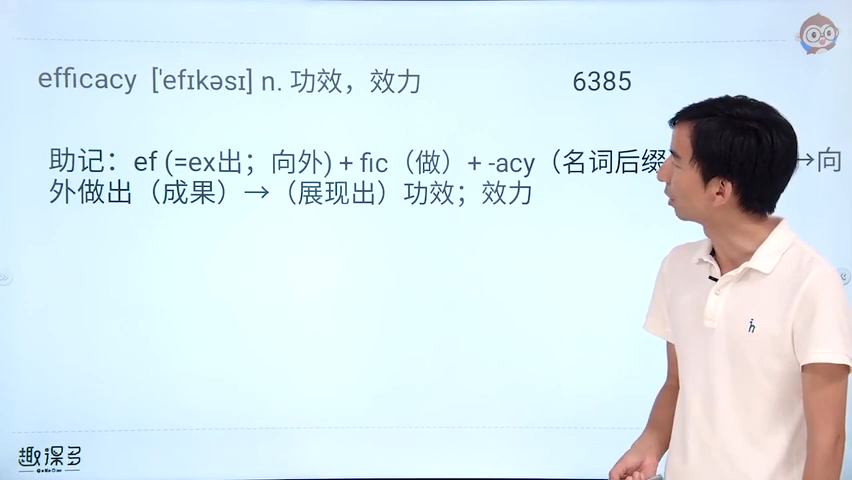 efficacy ['efɪkəsɪ] n. 功效，效力 6385
助记：ef (=ex出；向外) + fic（做）+ -acy（名词后缀 →向
外做出（成果）→（展现出）功效；效力
趣课多